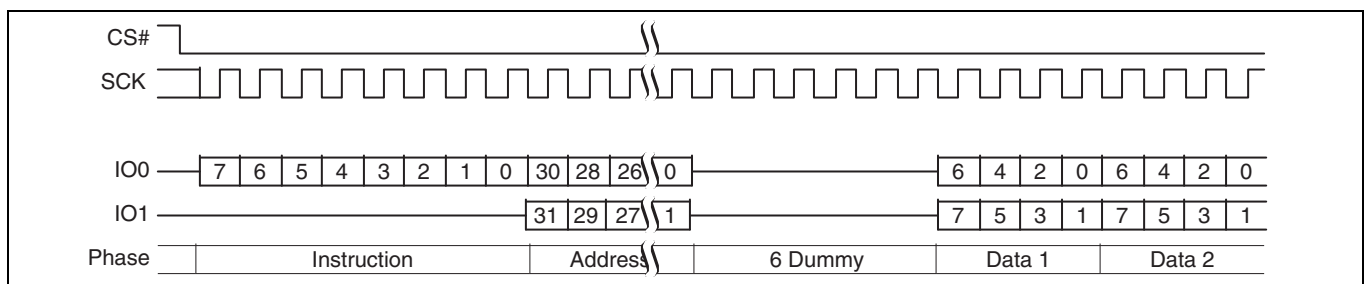 CS#
SCK
IO0 7 6 5 4 3 2 1 0 30 28 26 0 6 4 2 0 6 4 2 0
IO1 31 29 27 1 7 5 3 1 7 5 3 1
Phase Instruction Address 6 Dummy Data 1 Data 2